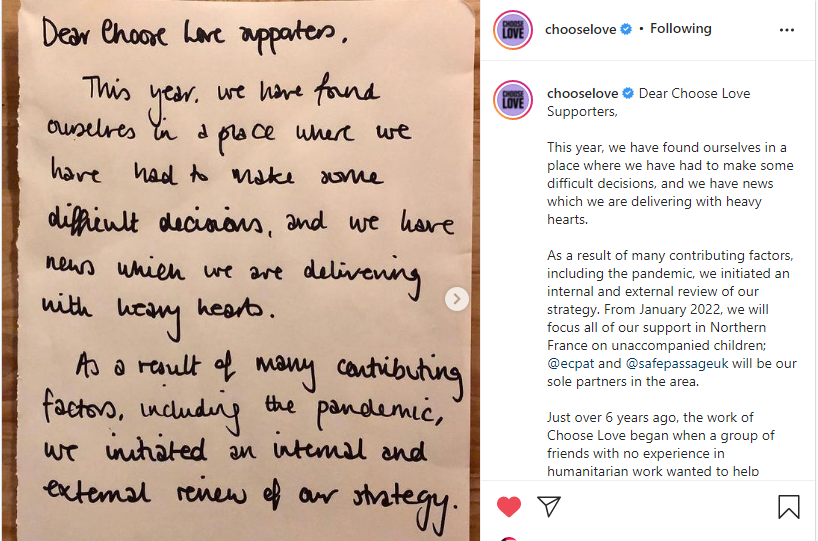 Dear Choose Love supporters,
This year, we have found
ourselves in a place where we
have had to make some
difficult decisions, and we have
news which we are delivering
with heavy hearts.
As a result of many contributing
factors, including the pandemic,
we initiated an internal and
external review of our strategy.
CHOOSE
LOVE
chooselove • Following
CHOOSE
LOVE
chooselove Dear Choose Love
Supporters,
This year, we have found ourselves in a
place where we have had to make some
difficult decisions, and we have news
which we are delivering with heavy
hearts.
As a result of many contributing factors,
including the pandemic, we initiated an
internal and external review of our
strategy. From January 2022, we will
focus all of our support in Northern
France on unaccompanied children;
@ecpat and @safepassageuk will be our
sole partners in the area.
Just over 6 years ago, the work of
Choose Love began when a group of
friends with no experience in
humanitarian work wanted to help